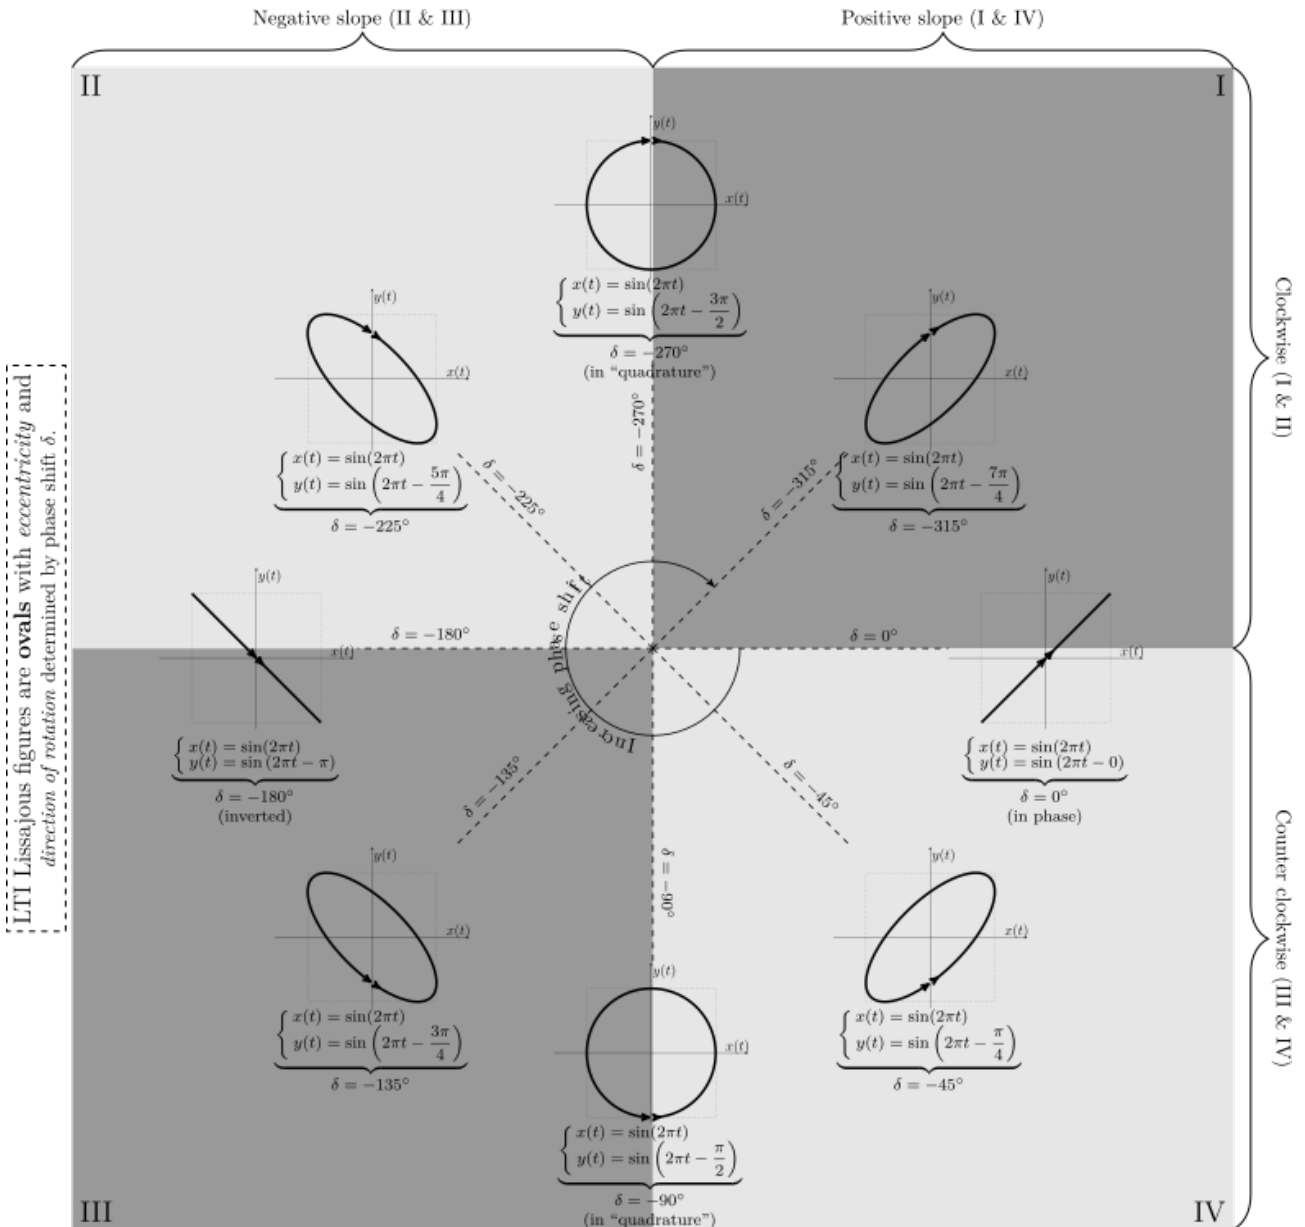 Negative slope (II & III)
Positive slope (I & IV)
II
I
y(t)
x(t)
{ x(t) = sin(2πt)
y(t) = sin (2πt − 3π/2)
δ = −270°
(in “quadrature”)
y(t)
x(t)
{ x(t) = sin(2πt)
y(t) = sin (2πt − 5π/4)
δ = −225°
y(t)
x(t)
{ x(t) = sin(2πt)
y(t) = sin (2πt − 7π/4)
δ = −315°
Clockwise (I & II)
δ = −225°
δ = −270°
δ = −315°
LTI Lissajous figures are ovals with eccentricity and
direction of rotation determined by phase shift δ.
y(t)
x(t)
{ x(t) = sin(2πt)
y(t) = sin (2πt − π)
δ = −180°
(inverted)
δ = −180°
Increasing phase shift
δ = 0°
y(t)
x(t)
{ x(t) = sin(2πt)
y(t) = sin (2πt − 0)
δ = 0°
(in phase)
δ = −135°
δ = −90°
δ = −45°
y(t)
x(t)
{ x(t) = sin(2πt)
y(t) = sin (2πt − 3π/4)
δ = −135°
y(t)
x(t)
{ x(t) = sin(2πt)
y(t) = sin (2πt − π/2)
δ = −90°
(in “quadrature”)
y(t)
x(t)
{ x(t) = sin(2πt)
y(t) = sin (2πt − π/4)
δ = −45°
Counter clockwise (III & IV)
III
IV